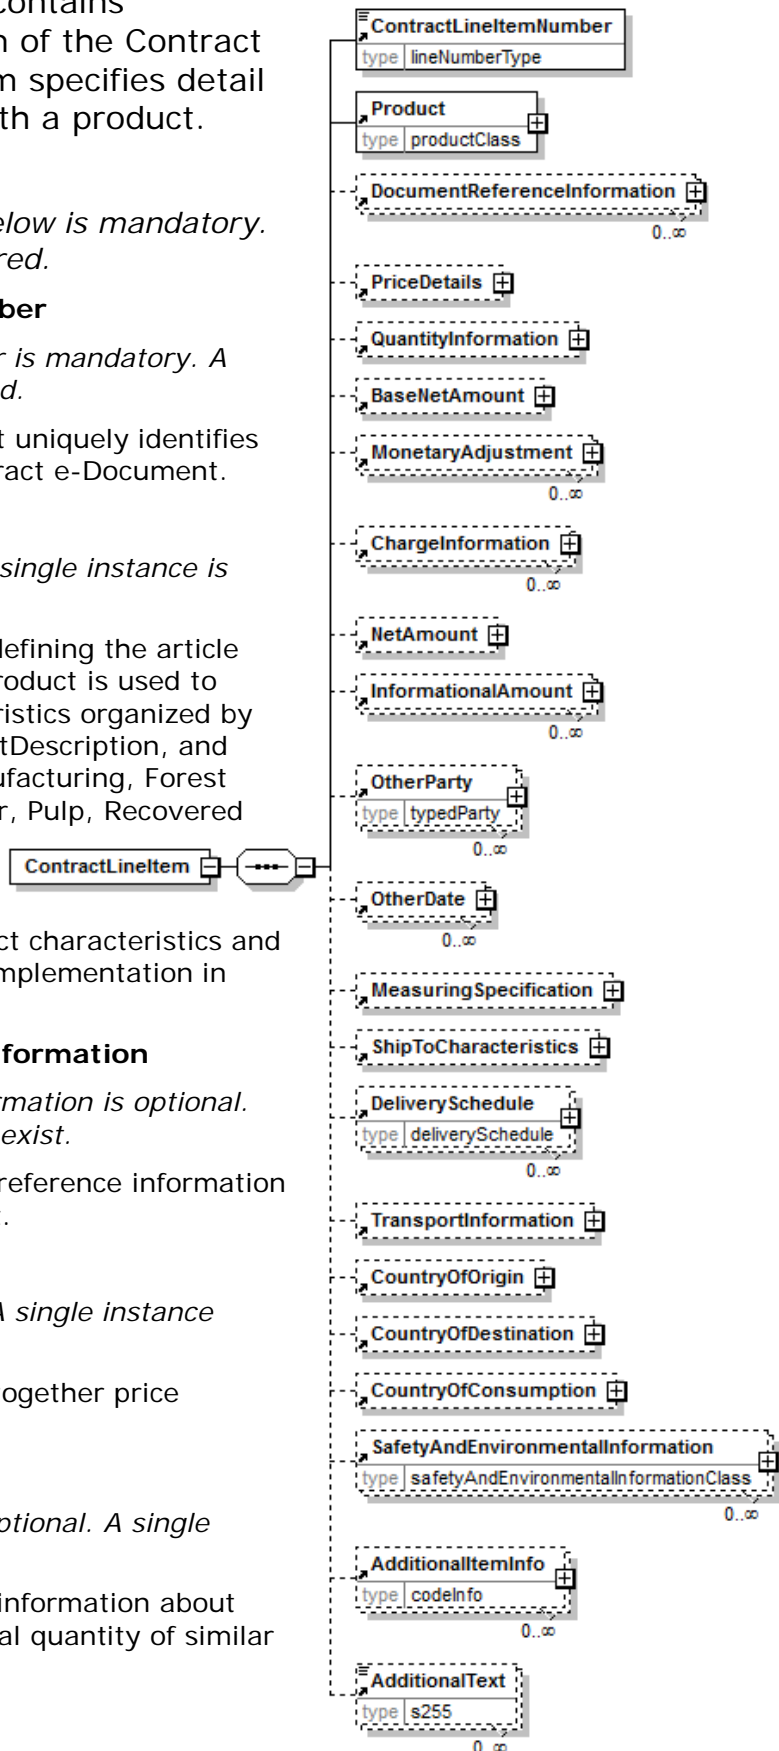 contains
n of the Contract
m specifies detail
th a product.
elow is mandatory.
red.
ber
r is mandatory. A
d.
t uniquely identifies
ract e-Document.
single instance is
defining the article
roduct is used to
ristics organized by
tDescription, and
ufacturing, Forest
r, Pulp, Recovered
ct characteristics and
mplementation in
nformation
rmation is optional.
exist.
reference information
.
A single instance
together price
ptional. A single
information about
al quantity of similar
ContractLineItem
ContractLineItemNumber
type lineNumberType
Product
type productClass
DocumentReferenceInformation
0..∞
PriceDetails
QuantityInformation
BaseNetAmount
MonetaryAdjustment
0..∞
ChargeInformation
0..∞
NetAmount
InformationalAmount
0..∞
OtherParty
type typedParty
0..∞
OtherDate
0..∞
MeasuringSpecification
ShipToCharacteristics
DeliverySchedule
type deliverySchedule
0..∞
TransportInformation
CountryOfOrigin
CountryOfDestination
CountryOfConsumption
SafetyAndEnvironmentalInformation
type safetyAndEnvironmentalInformationClass
0..∞
AdditionalItemInfo
type codeInfo
0..∞
AdditionalText
type s255
0..∞